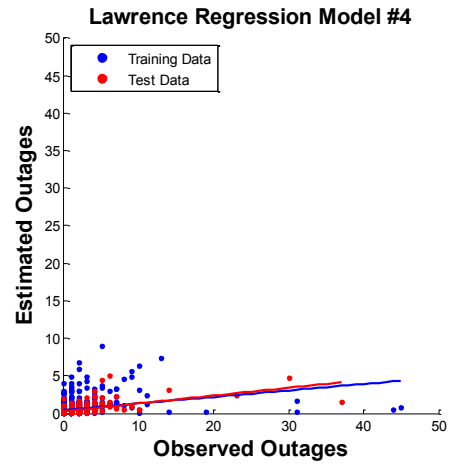 Lawrence Regression Model #4
50
45
40
35
30
25
20
15
10
5
0
Estimated Outages
Training Data
Test Data
0 10 20 30 40 50
Observed Outages